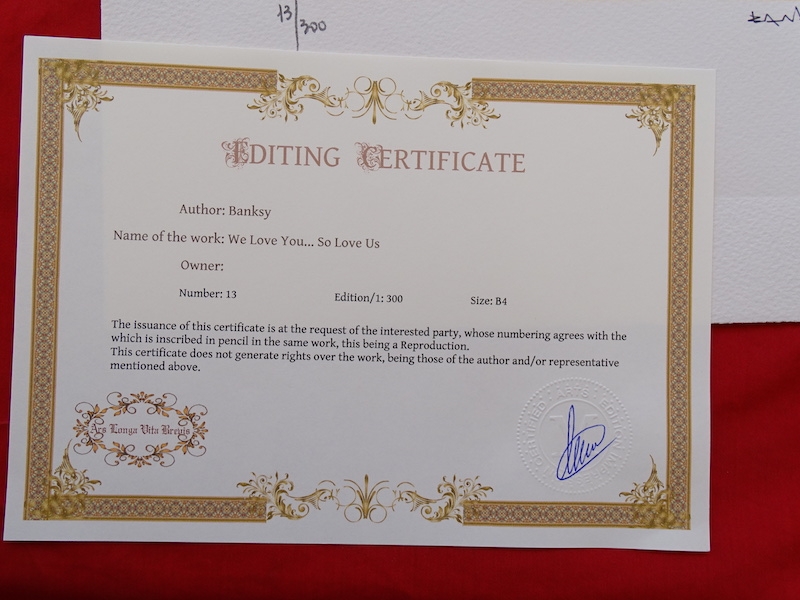 13
300
EDITING CERTIFICATE
Author: Banksy
Name of the work: We Love You... So Love Us
Owner:
Number: 13 Edition/1: 300 Size: B4
The issuance of this certificate is at the request of the interested party, whose numbering agrees with the
which is inscribed in pencil in the same work, this being a Reproduction.
This certificate does not generate rights over the work, being those of the author and/or representative
mentioned above.
Ars Longa Vita Brevis